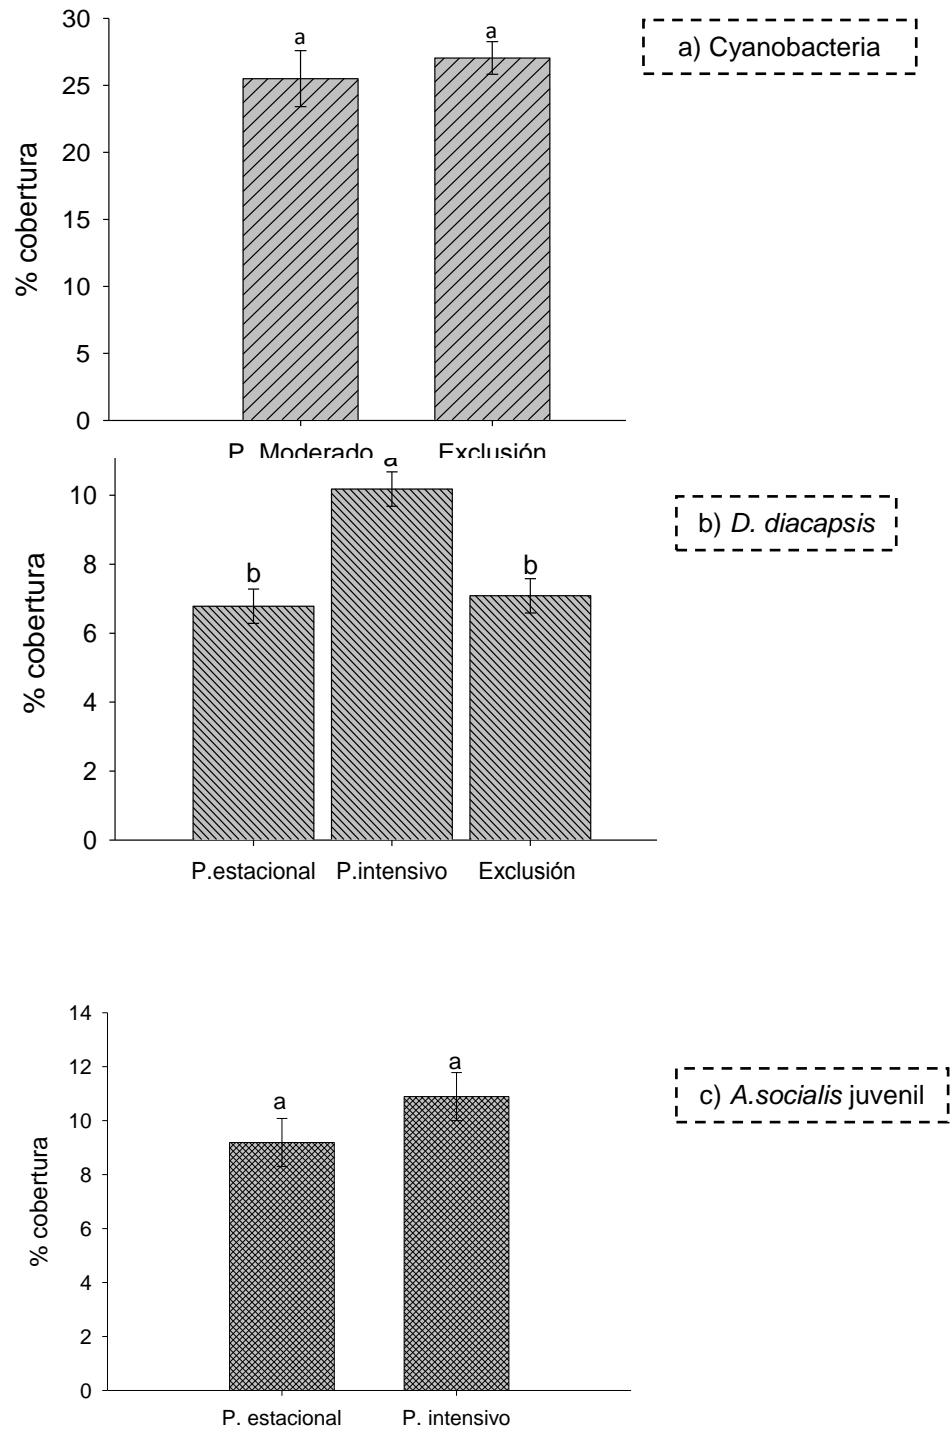 a) Cyanobacteria
% cobertura
30
25
20
15
10
5
0
a
a
P. Moderado
Exclusión
b) D. diacapsis
% cobertura
10
8
6
4
2
0
b
a
b
P.estacional
P.intensivo
Exclusión
c) A.socialis juvenil
% cobertura
14
12
10
8
6
4
2
0
a
a
P. estacional
P. intensivo